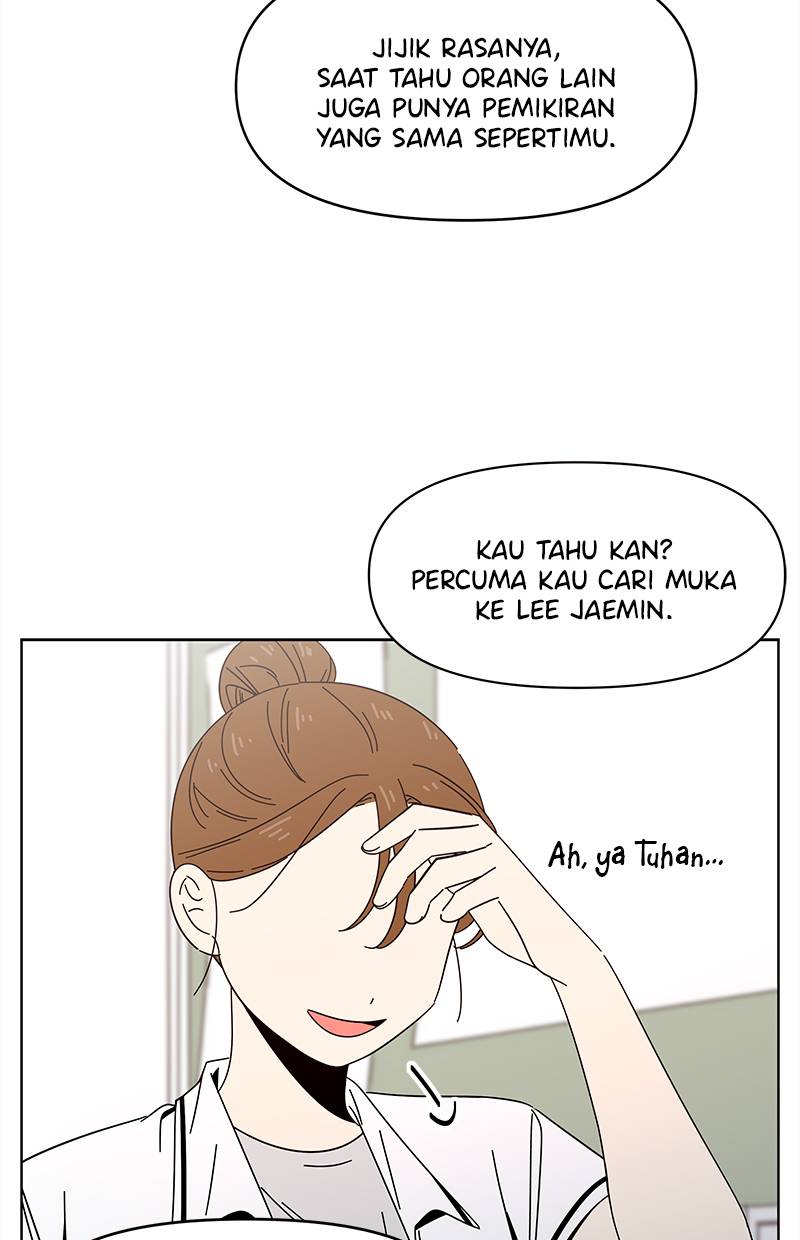 JIJIK RASANYA,
SAAT TAHU ORANG LAIN
JUGA PUNYA PEMIKIRAN
YANG SAMA SEPERTIMU.
KAU TAHU KAN?
PERCUMA KAU CARI MUKA
KE LEE JAEMIN.
Ah, ya Tuhan...